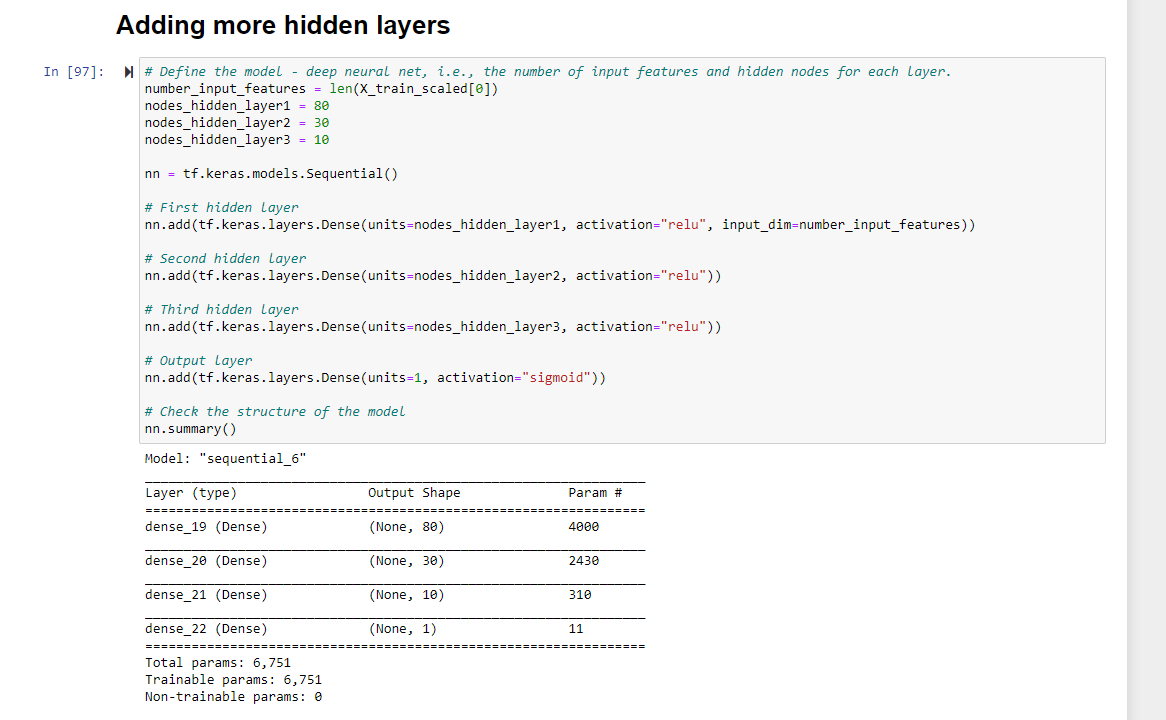 Adding more hidden layers
In [97]:
# Define the model - deep neural net, i.e., the number of input features and hidden nodes for each layer.
number_input_features = len(X_train_scaled[0])
nodes_hidden_layer1 = 80
nodes_hidden_layer2 = 30
nodes_hidden_layer3 = 10
nn = tf.keras.models.Sequential()
# First hidden layer
nn.add(tf.keras.layers.Dense(units=nodes_hidden_layer1, activation="relu", input_dim=number_input_features))
# Second hidden layer
nn.add(tf.keras.layers.Dense(units=nodes_hidden_layer2, activation="relu"))
# Third hidden layer
nn.add(tf.keras.layers.Dense(units=nodes_hidden_layer3, activation="relu"))
# Output layer
nn.add(tf.keras.layers.Dense(units=1, activation="sigmoid"))
# Check the structure of the model
nn.summary()
Model: "sequential_6"
_________________________________________________________________
Layer (type) Output Shape Param #
=================================================================
dense_19 (Dense) (None, 80) 4000
_________________________________________________________________
dense_20 (Dense) (None, 30) 2430
_________________________________________________________________
dense_21 (Dense) (None, 10) 310
_________________________________________________________________
dense_22 (Dense) (None, 1) 11
=================================================================
Total params: 6,751
Trainable params: 6,751
Non-trainable params: 0